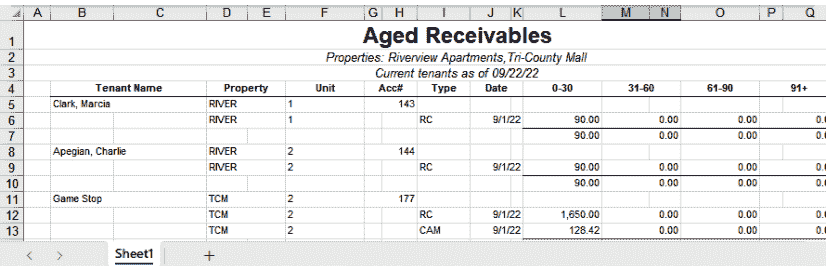 A B C D E F G H I J K L M N O P Q
1 Aged Receivables
2 Properties: Riverview Apartments, Tri-County Mall
3 Current tenants as of 09/22/22
4 Tenant Name Property Unit Acc# Type Date 0-30 31-60 61-90 91+
5 Clark, Marcia RIVER 1 143
6 RIVER 1 RC 9/1/22 90.00 0.00 0.00
7 90.00 0.00 0.00
8 Apegian, Charlie RIVER 2 144
9 RIVER 2 RC 9/1/22 90.00 0.00 0.00
10 90.00 0.00 0.00
11 Game Stop TCM 2 177
12 TCM 2 RC 9/1/22 1,650.00 0.00 0.00
13 TCM 2 CAM 9/1/22 128.42 0.00 0.00
< > Sheet1 +